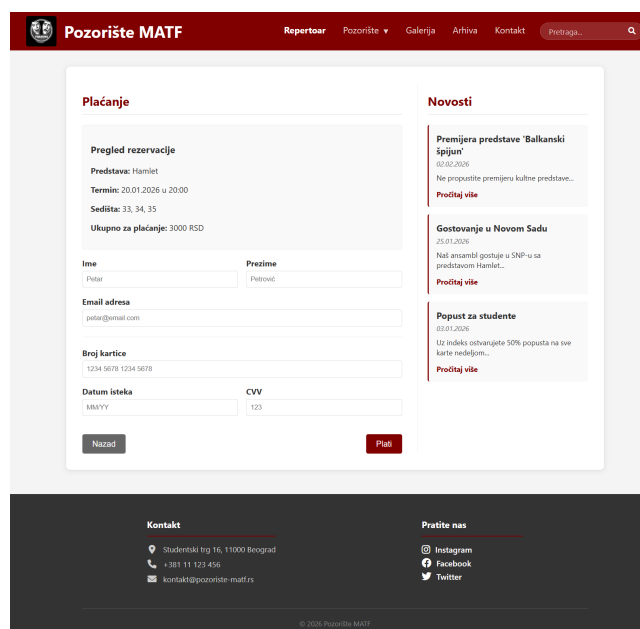 Pozorište MATF
Repertoar Pozorište ▼ Galerija Arhiva Kontakt Pretraga...
Plaćanje
Pregled rezervacije
Predstava: Hamlet
Termin: 20.01.2026 u 20:00
Sedišta: 33, 34, 35
Ukupno za plaćanje: 3000 RSD
Ime Prezime
Petar Petrović
Email adresa
petar@email.com
Broj kartice
1234 5678 1234 5678
Datum isteka CVV
MM/YY 123
Nazad Plati
Novosti
Premijera predstave 'Balkanski
špijun'
02.02.2026
Ne propustite premijeru kultne predstave...
Pročitaj više
Gostovanje u Novom Sadu
25.01.2026
Naš ansambl gostuje u SNP-u sa
predstavom Hamlet...
Pročitaj više
Popust za studente
03.01.2026
Uz indeks ostvarujete 50% popusta na sve
karte nedeljom...
Pročitaj više
Kontakt
Studentski trg 16, 11000 Beograd
+381 11 123 456
kontakt@pozoriste-matf.rs
Pratite nas
Instagram
Facebook
Twitter
© 2026 Pozorište MATF